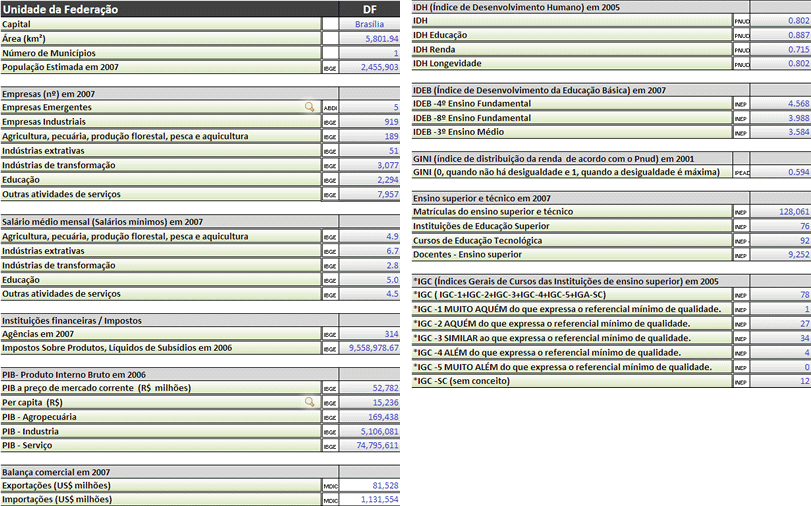 Unidade da Federação DF
Capital Brasília
Área (km²) 5,801.94
Número de Municípios 1
População Estimada em 2007 IBGE 2,455,903
Empresas (nº) em 2007
Empresas Emergentes ABDI 5
Empresas Industriais IBGE 919
Agricultura, pecuária, produção florestal, pesca e aquicultura IBGE 189
Indústrias extrativas IBGE 51
Indústrias de transformação IBGE 3,077
Educação IBGE 2,294
Outras atividades de serviços IBGE 7,957
Salário médio mensal (Salários mínimos) em 2007
Agricultura, pecuária, produção florestal, pesca e aquicultura IBGE 4.9
Indústrias extrativas IBGE 6.7
Indústrias de transformação IBGE 2.8
Educação IBGE 5.0
Outras atividades de serviços IBGE 4.5
Instituições financeiras / Impostos
Agências em 2007 IBGE 314
Impostos Sobre Produtos, Líquidos de Subsídios em 2006 IBGE 9,558,978.67
PIB- Produto Interno Bruto em 2006
PIB a preço de mercado corrente (R$ milhões) IBGE 52,782
Per capita (R$) IBGE 15,236
PIB - Agropecuária IBGE 169,438
PIB - Industria IBGE 5,106,081
PIB - Serviço IBGE 74,795,611
Balança comercial em 2007
Exportações (US$ milhões) MDIC 81,528
Importações (US$ milhões) MDIC 1,131,554
IDH (Índice de Desenvolvimento Humano) em 2005
IDH PNUD 0.802
IDH Educação PNUD 0.887
IDH Renda PNUD 0.715
IDH Longevidade PNUD 0.802
IDEB (Índice de Desenvolvimento da Educação Básica) em 2007
IDEB -4º Ensino Fundamental INEP 4.568
IDEB -8º Ensino Fundamental INEP 3.988
IDEB -3º Ensino Médio INEP 3.584
GINI (índice de distribuição da renda de acordo com o Pnud) em 2001
GINI (0, quando não há desigualdade e 1, quando a desigualdade é máxima) IPEAD 0.594
Ensino superior e técnico em 2007
Matrículas do ensino superior e técnico INEP 128,061
Instituições de Educação Superior INEP 76
Cursos de Educação Tecnológica INEP - 92
Docentes - Ensino superior INEP 9,252
*IGC (Índices Gerais de Cursos das Instituições de ensino superior) em 2005
*IGC ( IGC-1+IGC-2+IGC-3+IGC-4+IGC-5+IGA-SC) INEP 78
*IGC -1 MUITO AQUÉM do que expressa o referencial mínimo de qualidade. INEP 1
*IGC -2 AQUÉM do que expressa o referencial mínimo de qualidade. INEP 27
*IGC -3 SIMILAR ao que expressa o referencial mínimo de qualidade. INEP 34
*IGC -4 ALÉM do que expressa o referencial mínimo de qualidade. INEP 4
*IGC -5 MUITO ALÉM do que expressa o referencial mínimo de qualidade. INEP 0
*IGC -SC (sem conceito) INEP 12